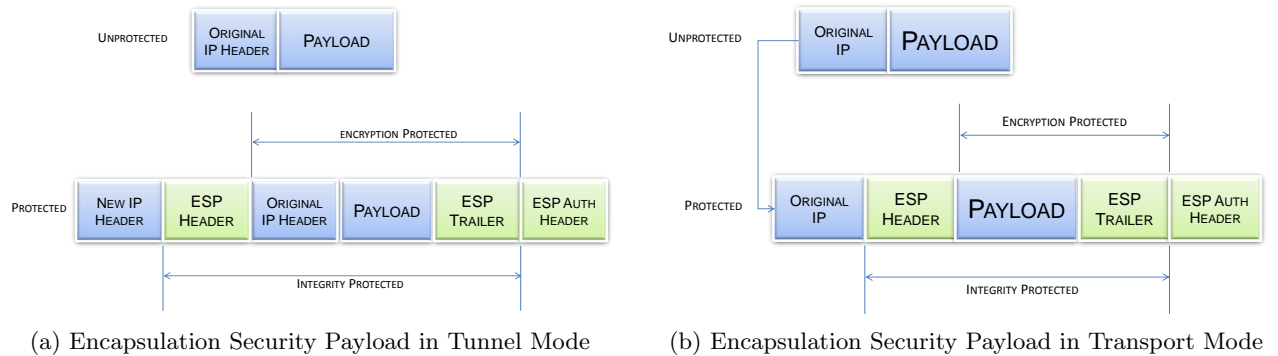 UNPROTECTED
ORIGINAL
IP HEADER
PAYLOAD
ENCRYPTION PROTECTED
PROTECTED
NEW IP
HEADER
ESP
HEADER
ORIGINAL
IP HEADER
PAYLOAD
ESP
TRAILER
ESP AUTH
HEADER
INTEGRITY PROTECTED
(a) Encapsulation Security Payload in Tunnel Mode
UNPROTECTED
ORIGINAL
IP
PAYLOAD
ENCRYPTION PROTECTED
PROTECTED
ORIGINAL
IP
ESP
HEADER
PAYLOAD
ESP
TRAILER
ESP AUTH
HEADER
INTEGRITY PROTECTED
(b) Encapsulation Security Payload in Transport Mode